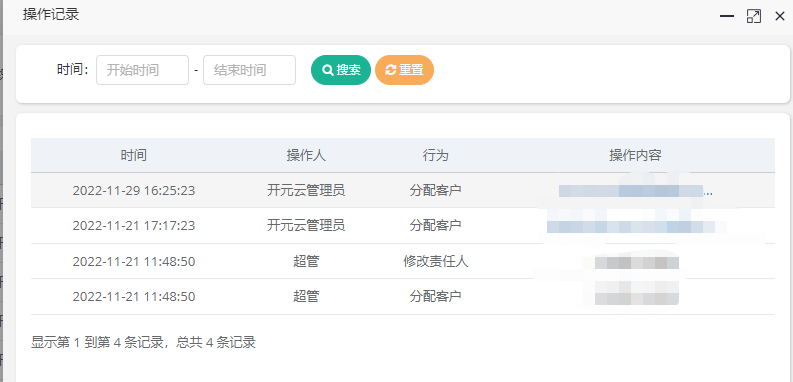 操作记录
时间： 开始时间 - 结束时间 搜索 重置
时间 操作人 行为 操作内容
2022-11-29 16:25:23 开元云管理员 分配客户 ...
2022-11-21 17:17:23 开元云管理员 分配客户
2022-11-21 11:48:50 超管 修改责任人
2022-11-21 11:48:50 超管 分配客户
显示第 1 到第 4 条记录，总共 4 条记录